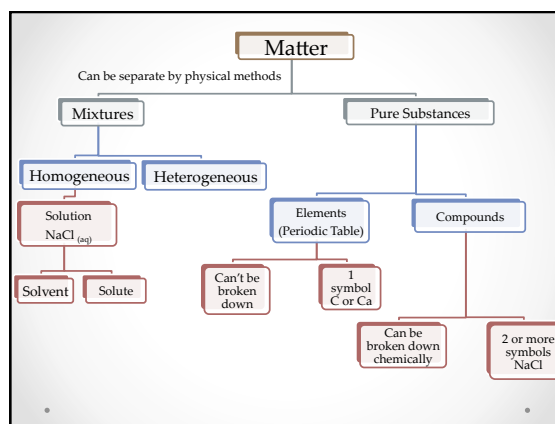 Matter
Can be separate by physical methods
Mixtures
Pure Substances
Homogeneous
Heterogeneous
Solution
NaCl (aq)
Solvent
Solute
Elements
(Periodic Table)
Compounds
Can't be
broken
down
1
symbol
C or Ca
Can be
broken down
chemically
2 or more
symbols
NaCl